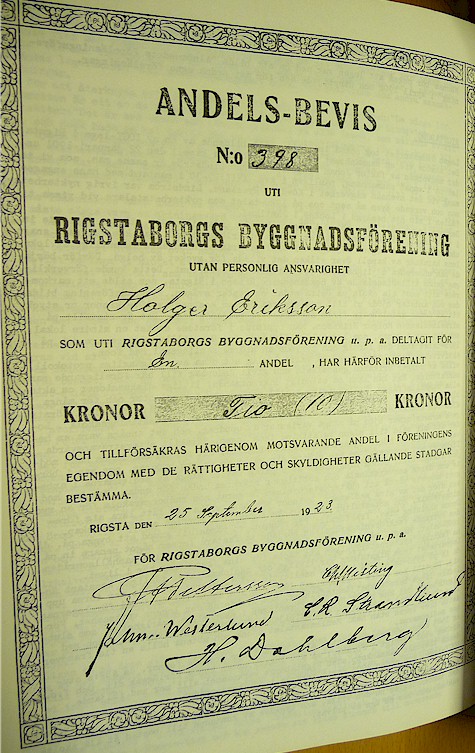 ANDELS-BEVIS
N:o 398
UTI
RIGSTABORGS BYGGNADSFÖRENING
UTAN PERSONLIG ANSVARIGHET
Holger Eriksson
SOM UTI RIGSTABORGS BYGGNADSFÖRENING u. p. a. DELTAGIT FÖR
En ANDEL , HAR HÄRFÖR INBETALT
KRONOR Tio (10) KRONOR
OCH TILLFÖRSÄKRAS HÄRIGENOM MOTSVARANDE ANDEL I FÖRENINGENS
EGENDOM MED DE RÄTTIGHETER OCH SKYLDIGHETER GÄLLANDE STADGAR
BESTÄMMA.
RIGSTA DEN 25 September 1923
FÖR RIGSTABORGS BYGGNADSFÖRENING u. p. a.
Pettersson
Westerlund C. R. Strandlund
H. Dahlberg